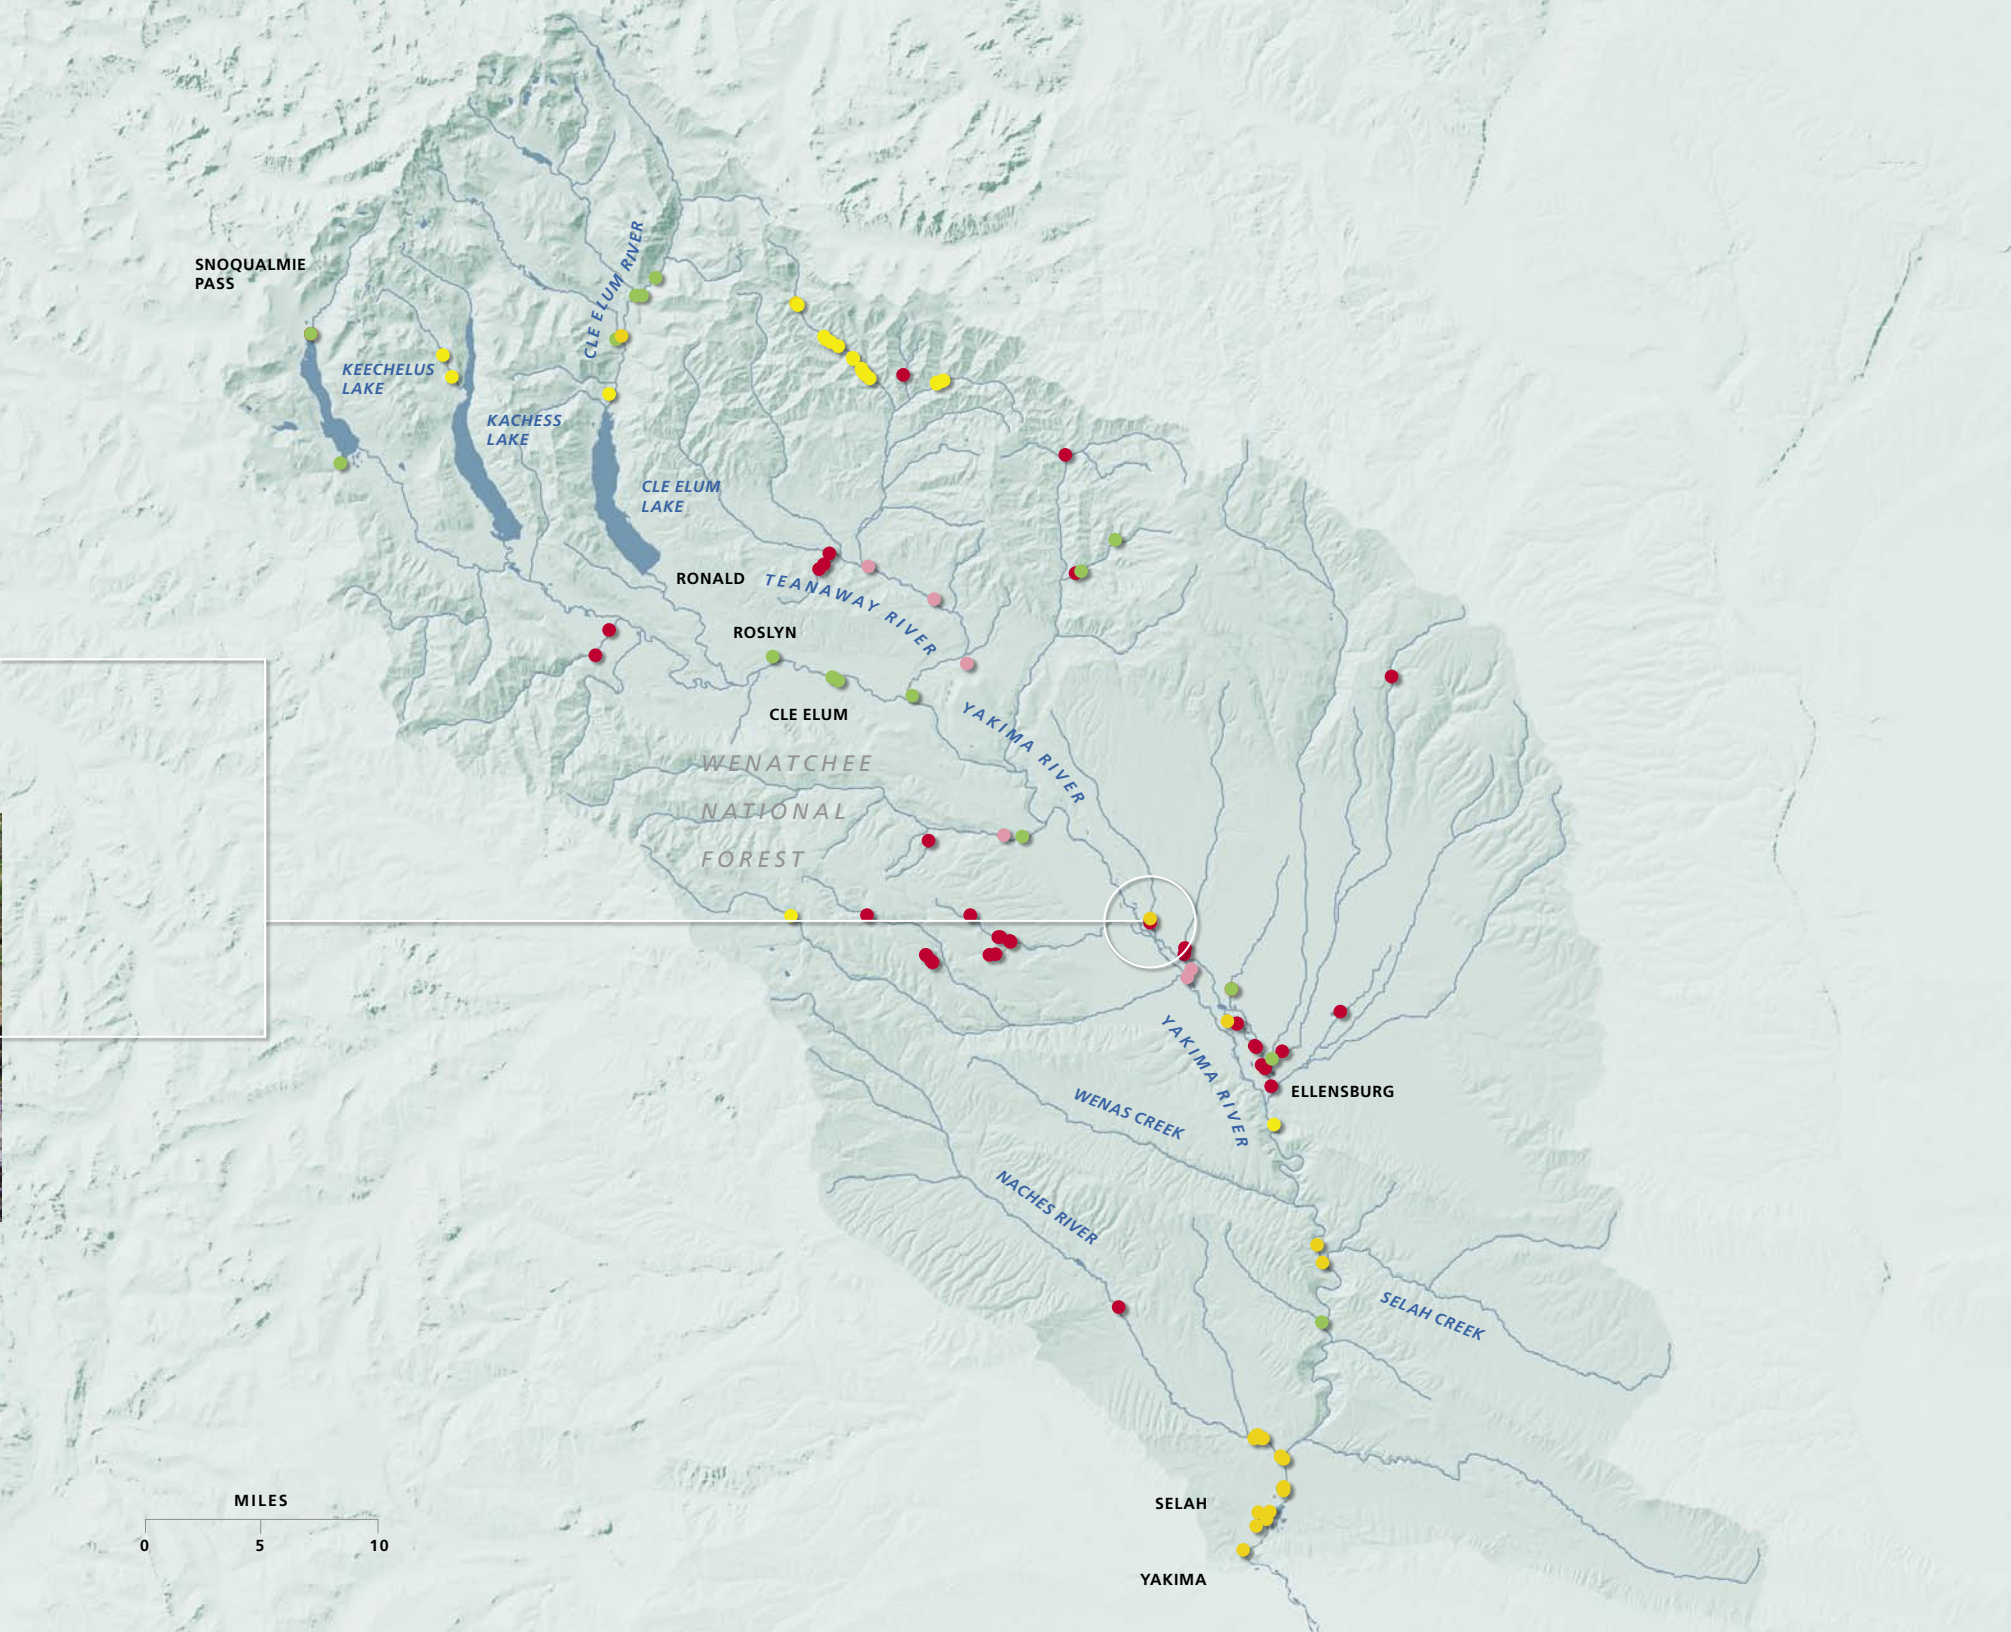 SNOQUALMIE
PASS
CLE ELUM RIVER
KEECHELUS
LAKE
KACHESS
LAKE
CLE ELUM
LAKE
RONALD
TEANAWAY RIVER
ROSLYN
CLE ELUM
YAKIMA RIVER
WENATCHEE
NATIONAL
FOREST
YAKIMA RIVER
ELLENSBURG
WENAS CREEK
NACHES RIVER
SELAH CREEK
SELAH
YAKIMA
MILES
0 5 10